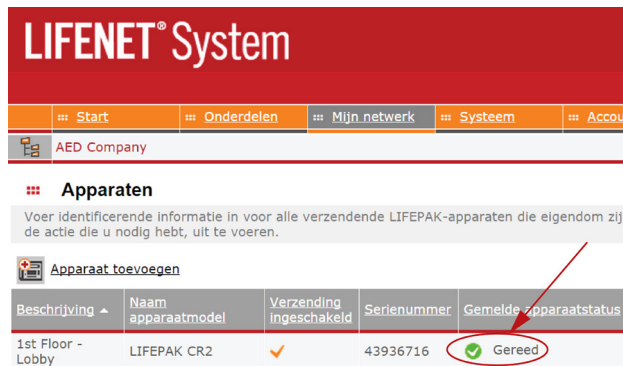 LIFENET® System
Start Onderdelen Mijn netwerk Systeem
AED Company
Apparaten
Voer identificerende informatie in voor alle verzendende LIFEPAK-apparaten die eigendom zij
de actie die u nodig hebt, uit te voeren.
Apparaat toevoegen
Beschrijving Naam apparaatmodel Verzending ingeschakeld Serienummer Gemelde apparaatstatus
1st Floor - Lobby LIFEPAK CR2 43936716 Gereed